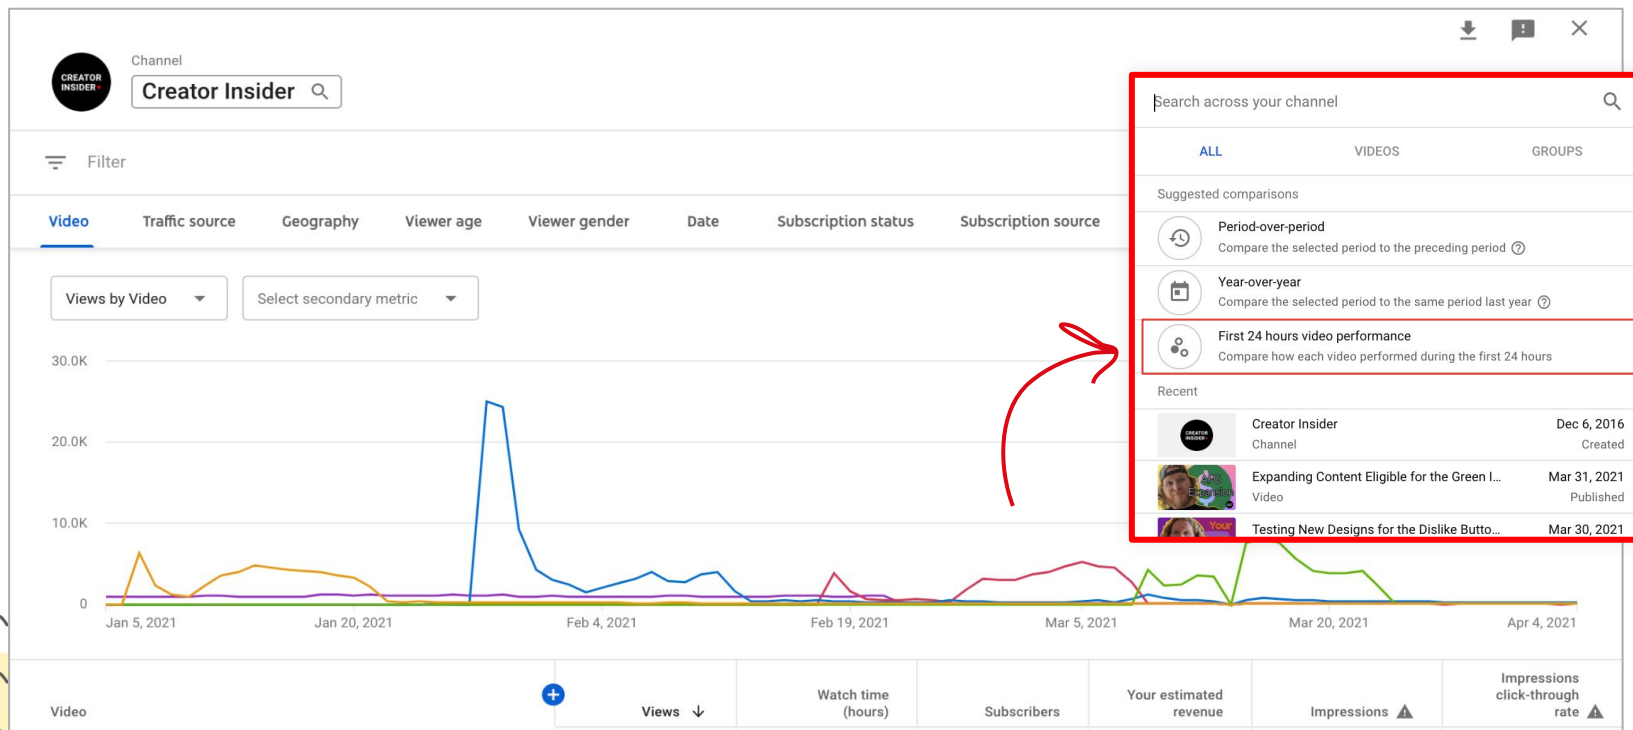 CREATOR
INSIDER
Channel
Creator Insider
Filter
Video Traffic source Geography Viewer age Viewer gender Date Subscription status Subscription source
Views by Video
Select secondary metric
30.0K
20.0K
10.0K
0
Jan 5, 2021 Jan 20, 2021 Feb 4, 2021 Feb 19, 2021 Mar 5, 2021 Mar 20, 2021 Apr 4, 2021
Video
Views
Watch time
(hours)
Subscribers
Your estimated
revenue
Impressions
Impressions
click-through
rate
Search across your channel
ALL VIDEOS GROUPS
Suggested comparisons
Period-over-period
Compare the selected period to the preceding period
Year-over-year
Compare the selected period to the same period last year
First 24 hours video performance
Compare how each video performed during the first 24 hours
Recent
CREATOR
INSIDER
Creator Insider Dec 6, 2016
Channel Created
Expansion
Expanding Content Eligible for the Green I... Mar 31, 2021
Video Published
Your
Testing New Designs for the Dislike Butto... Mar 30, 2021